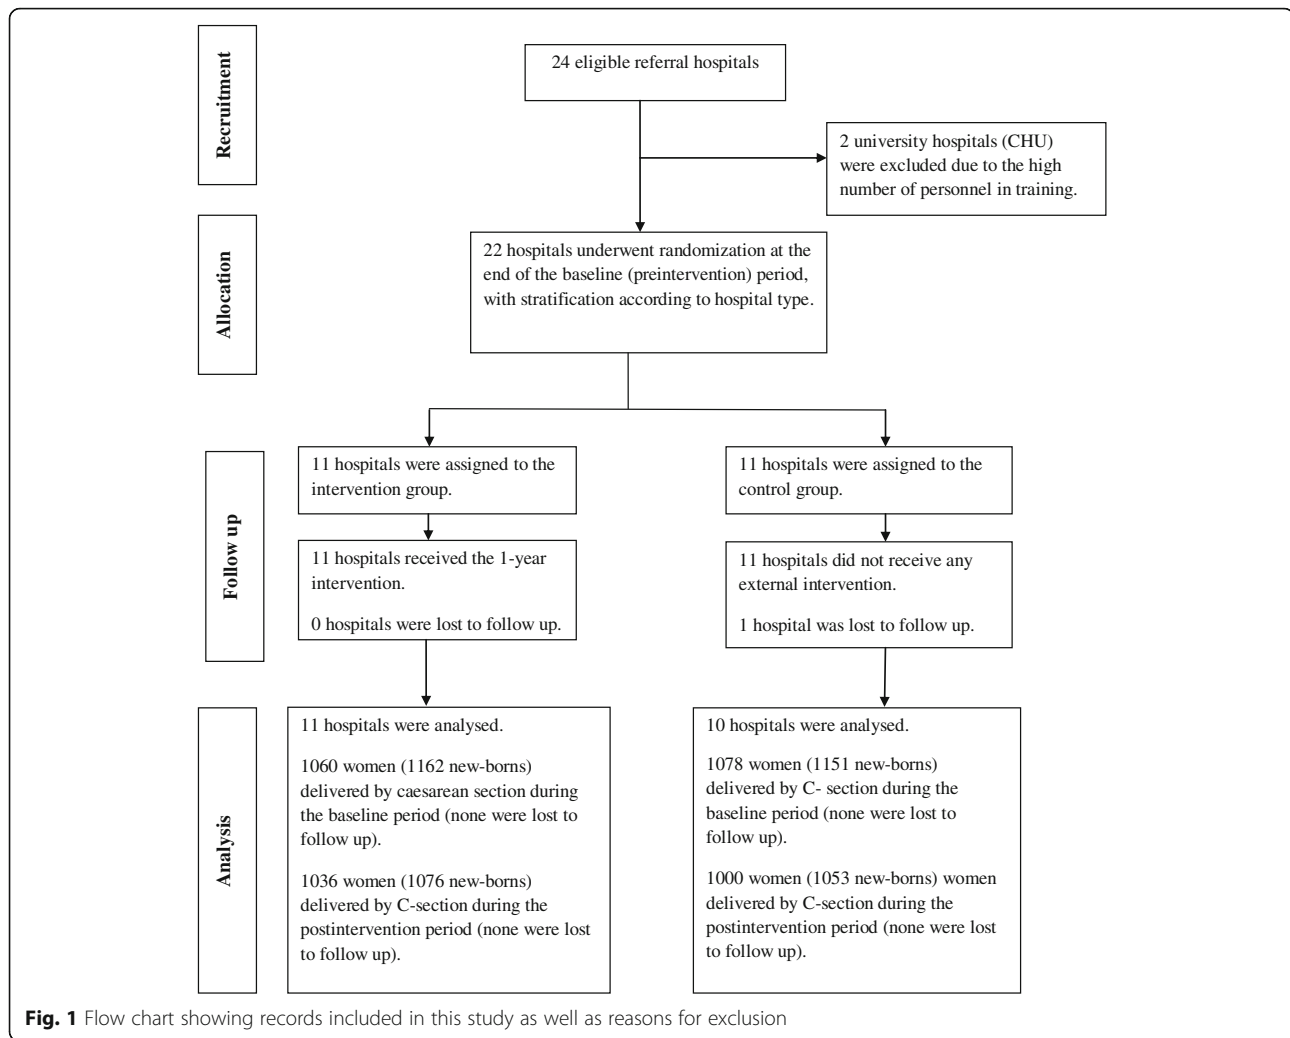 Recruitment
24 eligible referral hospitals
2 university hospitals (CHU)
were excluded due to the high
number of personnel in training.
Allocation
22 hospitals underwent randomization at the
end of the baseline (preintervention) period,
with stratification according to hospital type.
Follow up
11 hospitals were assigned to the
intervention group.
11 hospitals were assigned to the
control group.
11 hospitals received the 1-year
intervention.
0 hospitals were lost to follow up.
11 hospitals did not receive any
external intervention.
1 hospital was lost to follow up.
Analysis
11 hospitals were analysed.
1060 women (1162 new-borns)
delivered by caesarean section during
the baseline period (none were lost to
follow up).
1036 women (1076 new-borns)
delivered by C-section during the
postintervention period (none were lost
to follow up).
10 hospitals were analysed.
1078 women (1151 new-borns)
delivered by C- section during the
baseline period (none were lost to
follow up).
1000 women (1053 new-borns) women
delivered by C-section during the
postintervention period (none were lost
to follow up).
Fig. 1 Flow chart showing records included in this study as well as reasons for exclusion